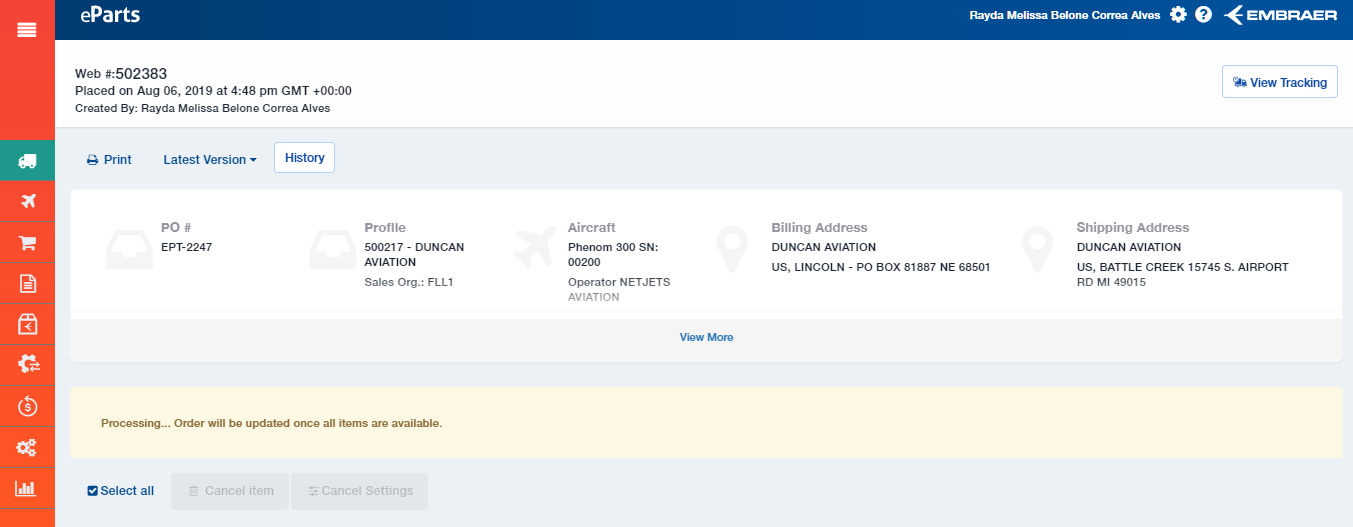 eParts
Rayda Melissa Belone Correa Alves
EMBRAER
Web #:502383
Placed on Aug 06, 2019 at 4:48 pm GMT +00:00
Created By: Rayda Melissa Belone Correa Alves
View Tracking
Print
Latest Version
History
PO #
EPT-2247
Profile
500217 - DUNCAN
AVIATION
Sales Org.: FLL1
Aircraft
Phenom 300 SN:
00200
Operator NETJETS
AVIATION
Billing Address
DUNCAN AVIATION
US, LINCOLN - PO BOX 81887 NE 68501
Shipping Address
DUNCAN AVIATION
US, BATTLE CREEK 15745 S. AIRPORT
RD MI 49015
View More
Processing... Order will be updated once all items are available.
Select all
Cancel item
Cancel Settings